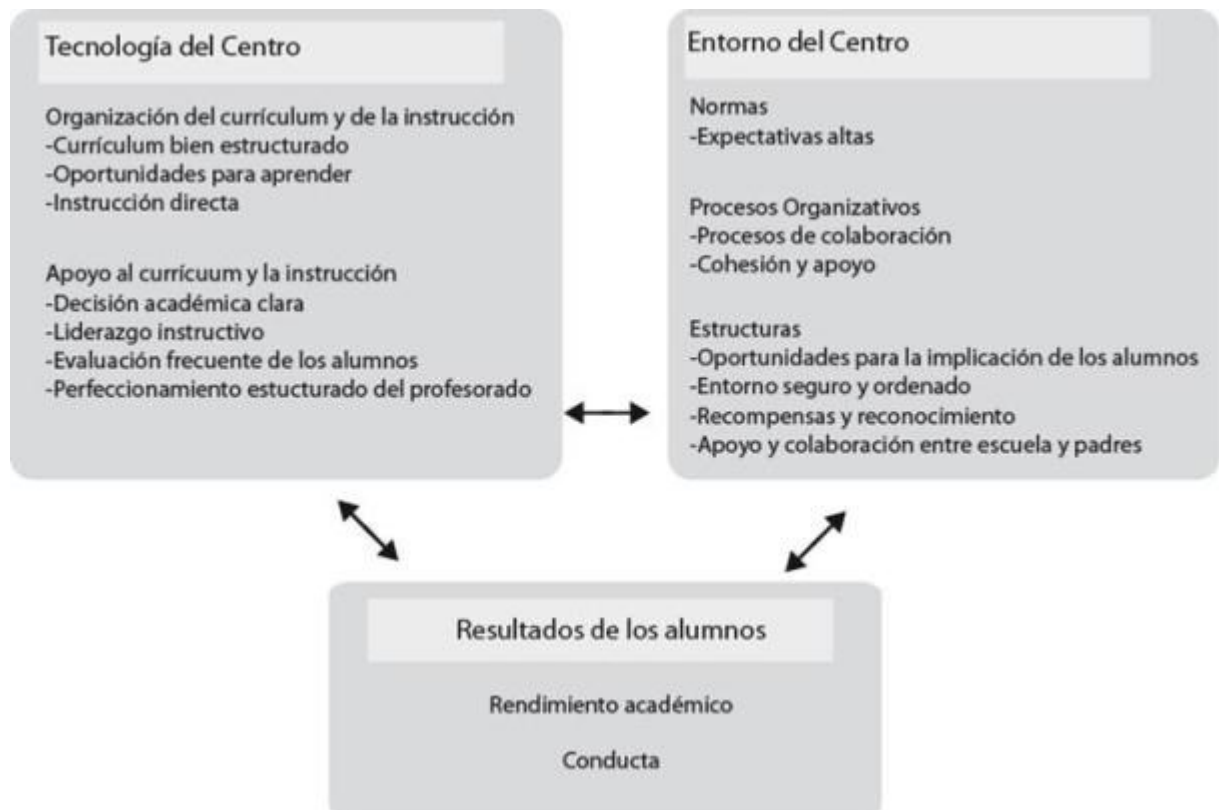 Tecnología del Centro
Organización del currículum y de la instrucción
-Currículum bien estructurado
-Oportunidades para aprender
-Instrucción directa
Apoyo al currícuum y la instrucción
-Decisión académica clara
-Liderazgo instructivo
-Evaluación frecuente de los alumnos
-Perfeccionamiento estucturado del profesorado
Entorno del Centro
Normas
-Expectativas altas
Procesos Organizativos
-Procesos de colaboración
-Cohesión y apoyo
Estructuras
-Oportunidades para la implicación de los alumnos
-Entorno seguro y ordenado
-Recompensas y reconocimiento
-Apoyo y colaboración entre escuela y padres
Resultados de los alumnos
Rendimiento académico
Conducta